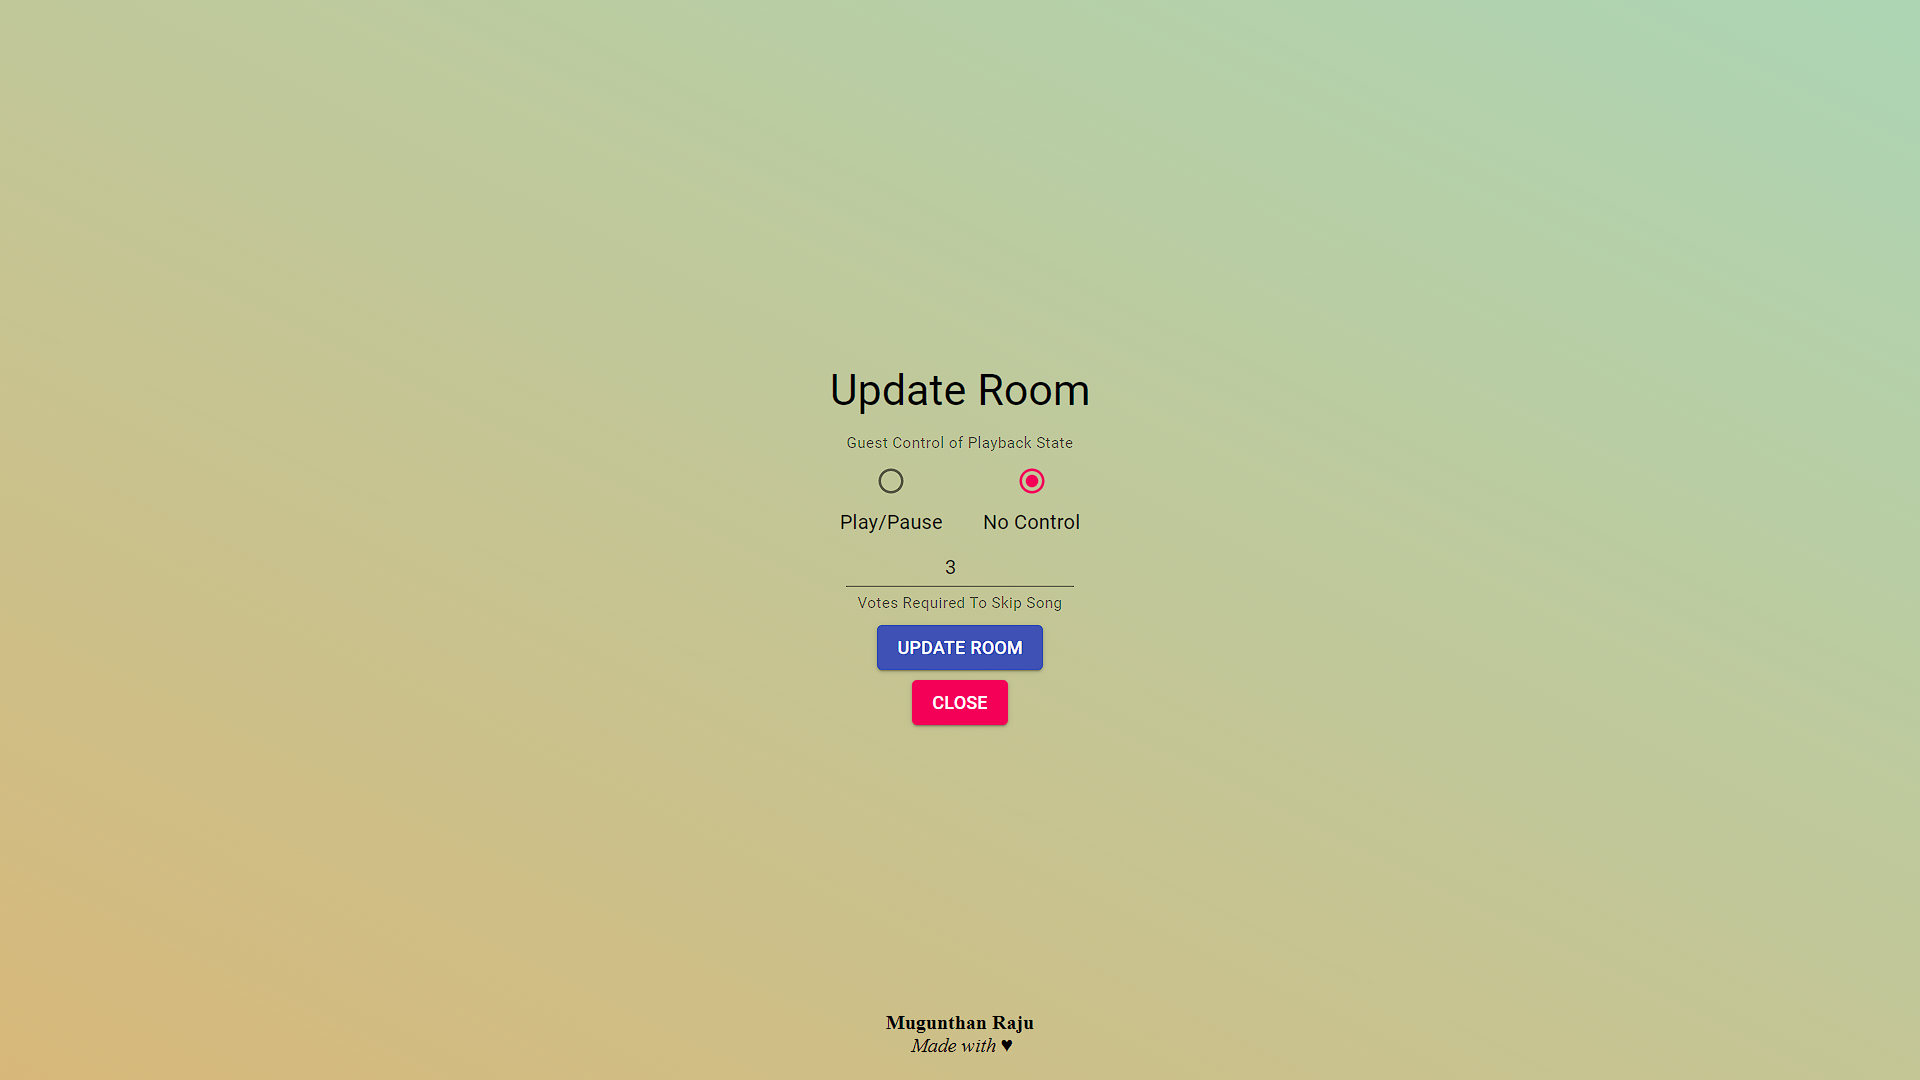 Update Room
Guest Control of Playback State
Play/Pause No Control
3
Votes Required To Skip Song
UPDATE ROOM
CLOSE
Mugunthan Raju
Made with ♥